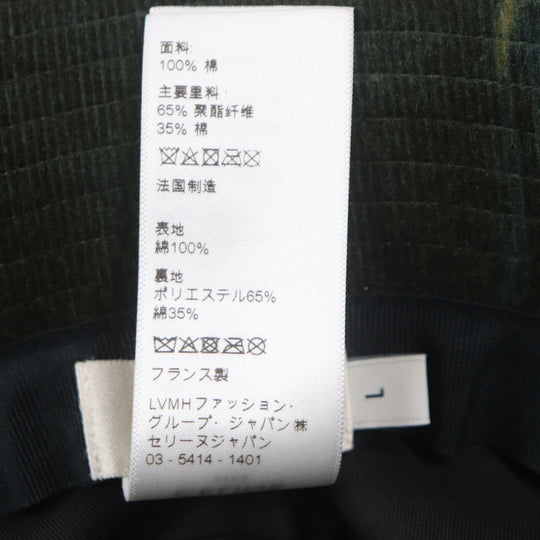 面料:
100% 棉
主要里料:
65% 聚酯纤维
35% 棉
法国制造
表地
綿100%
裏地
ポリエステル65%
綿35%
フランス製
LVMHファッション・
グループ・ジャパン㈱
セリーヌジャパン
03 - 5414 - 1401
L